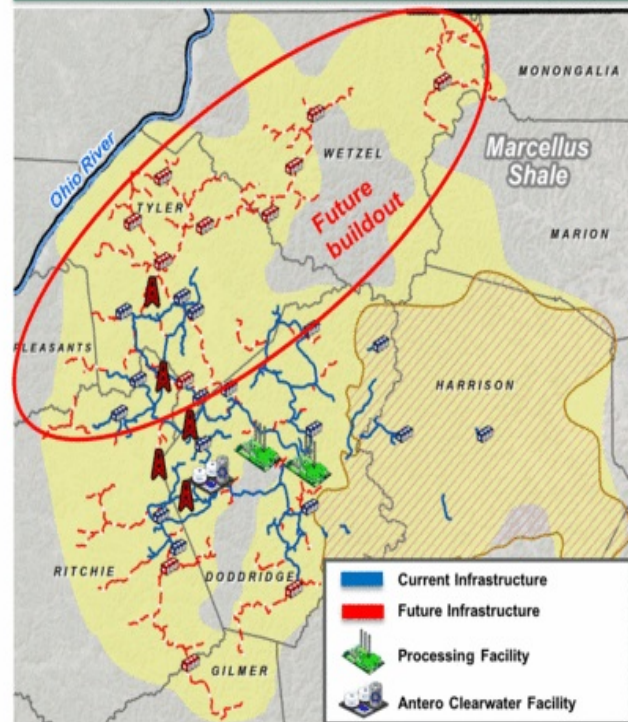 MONONGALIA
Ohio River
WETZEL
Marcellus
Shale
TYLER
Future
buildout
MARION
PLEASANTS
HARRISON
RITCHIE
DODDRIDGE
GILMER
Current Infrastructure
Future Infrastructure
Processing Facility
Antero Clearwater Facility